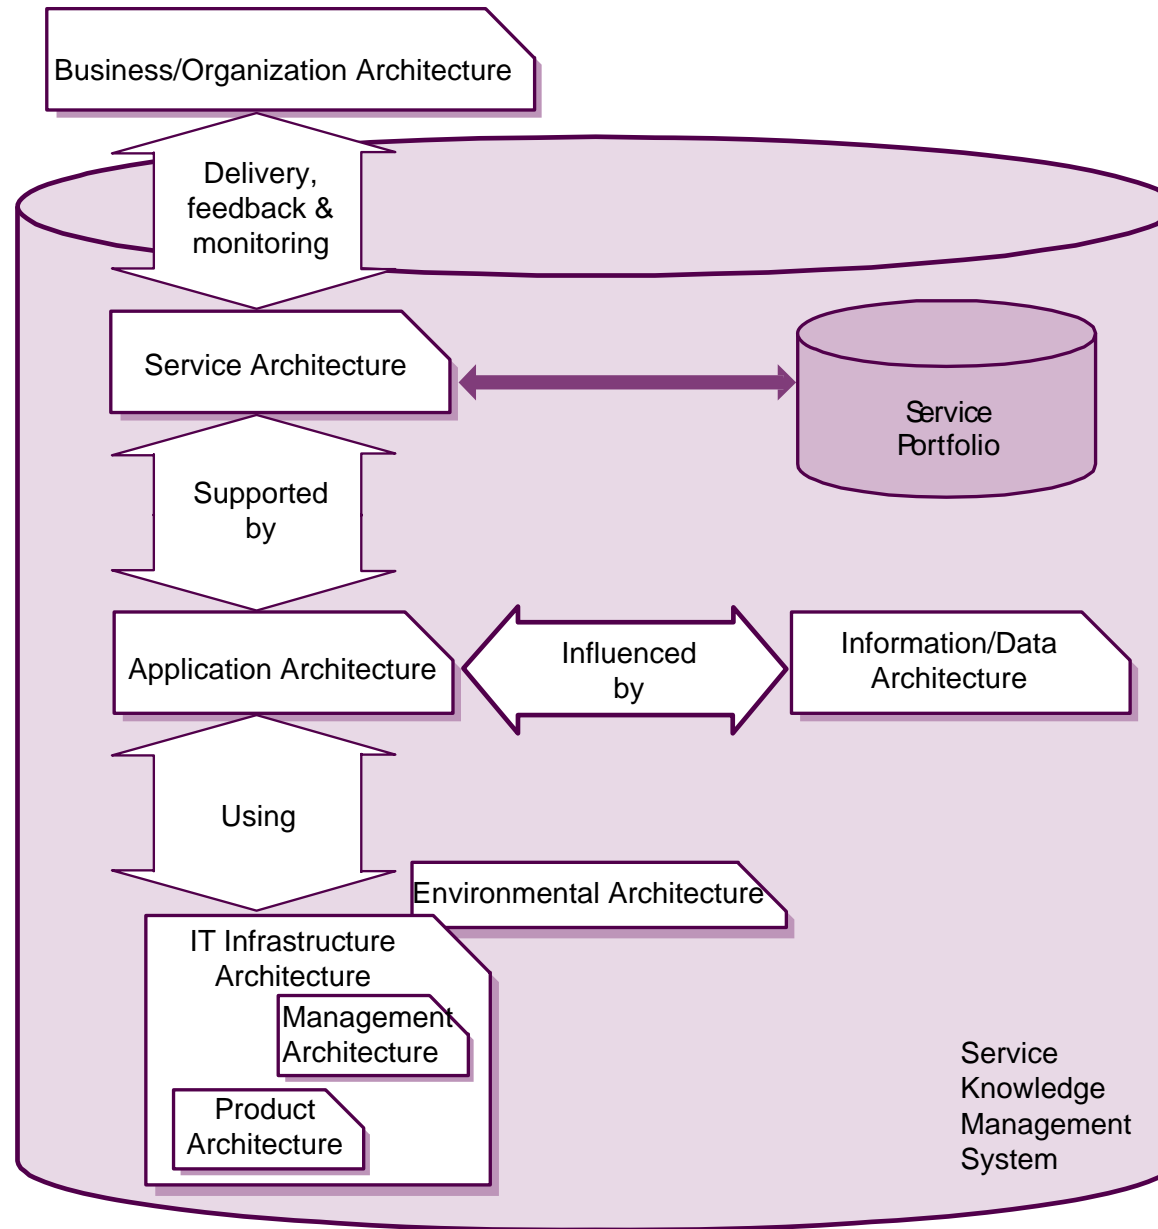 Business/Organization Architecture
Delivery,
feedback &
monitoring
Service Architecture
Service
Portfolio
Supported
by
Application Architecture
Influenced
by
Information/Data
Architecture
Using
Environmental Architecture
IT Infrastructure
Architecture
Management
Architecture
Product
Architecture
Service
Knowledge
Management
System